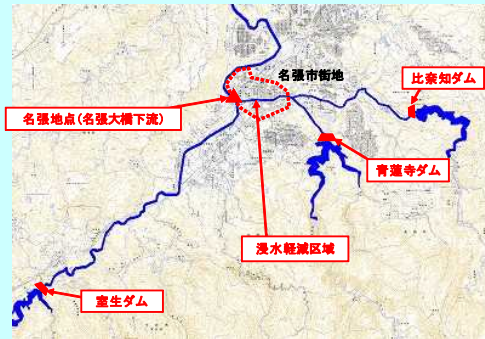 名張市街地
比奈知ダム
名張地点(名張大橋下流)
青蓮寺ダム
浸水軽減区域
室生ダム